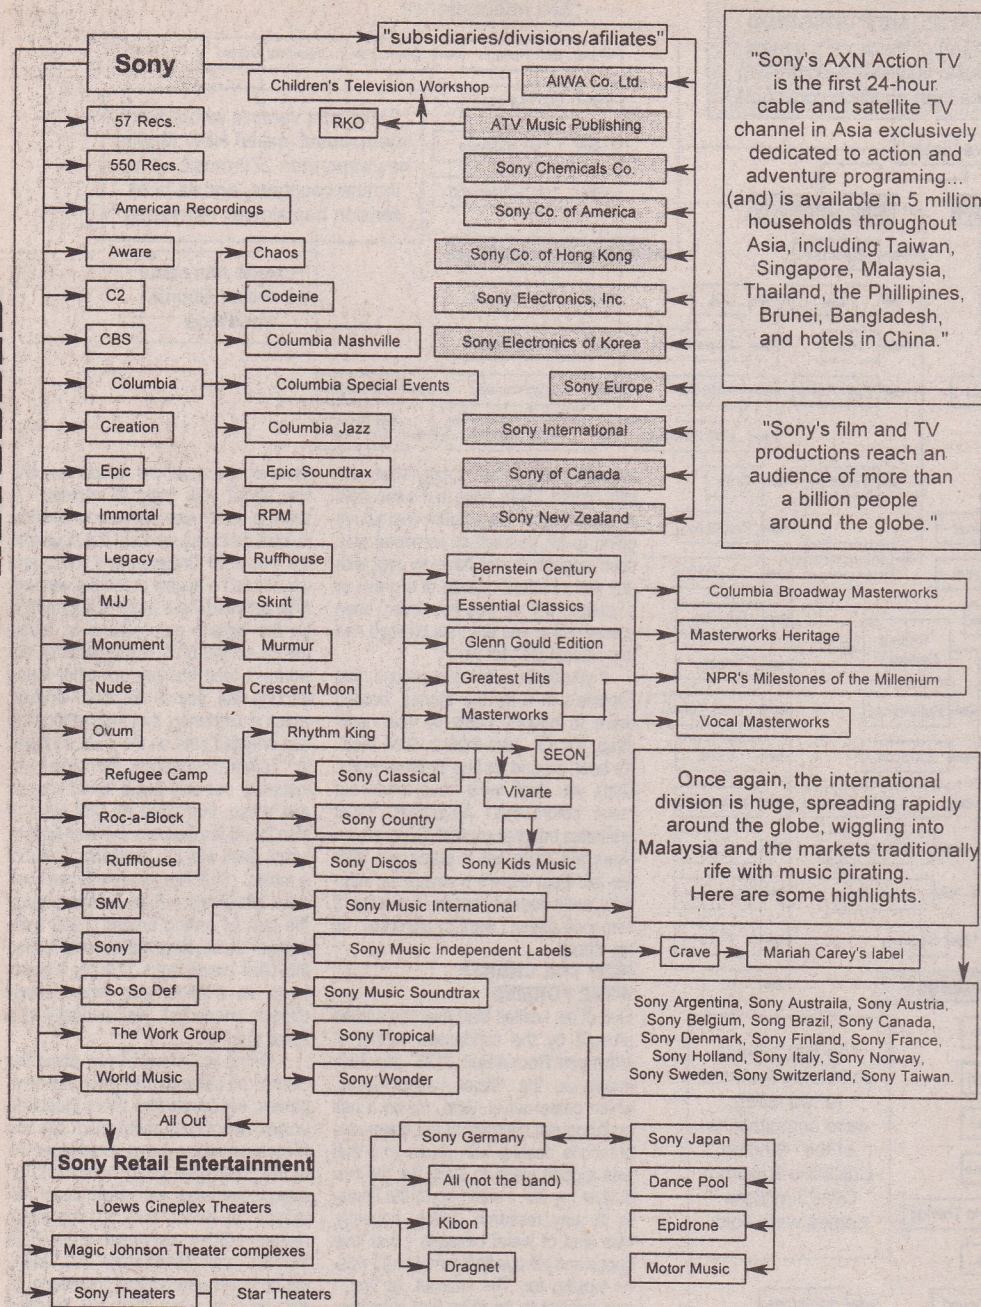 Sony
"subsidiaries/divisions/afiliates"
Children's Television Workshop
RKO
AIWA Co. Ltd.
ATV Music Publishing
Sony Chemicals Co.
Sony Co. of America
Sony Co. of Hong Kong
Sony Electronics, Inc.
Sony Electronics of Korea
Sony Europe
Sony International
Sony of Canada
Sony New Zealand
"Sony's AXN Action TV
is the first 24-hour
cable and satellite TV
channel in Asia exclusively
dedicated to action and
adventure programing...
(and) is available in 5 million
households throughout
Asia, including Taiwan,
Singapore, Malaysia,
Thailand, the Phillipines,
Brunei, Bangladesh,
and hotels in China."
"Sony's film and TV
productions reach an
audience of more than
a billion people
around the globe."
57 Recs.
550 Recs.
American Recordings
Aware
C2
CBS
Columbia
Creation
Epic
Immortal
Legacy
MJJ
Monument
Nude
Ovum
Refugee Camp
Roc-a-Block
Ruffhouse
SMV
Sony
So So Def
The Work Group
World Music
All Out
Chaos
Codeine
Columbia Nashville
Columbia Special Events
Columbia Jazz
Epic Soundtrax
RPM
Ruffhouse
Skint
Murmur
Crescent Moon
Rhythm King
Bernstein Century
Essential Classics
Glenn Gould Edition
Greatest Hits
Masterworks
Columbia Broadway Masterworks
Masterworks Heritage
NPR's Milestones of the Millenium
Vocal Masterworks
Sony Classical
SEON
Vivarte
Sony Country
Sony Discos
Sony Kids Music
Sony Music International
Sony Music Independent Labels
Crave
Mariah Carey's label
Sony Music Soundtrax
Sony Tropical
Sony Wonder
Once again, the international
division is huge, spreading rapidly
around the globe, wiggling into
Malaysia and the markets traditionally
rife with music pirating.
Here are some highlights.
Sony Argentina, Sony Austraila, Sony Austria,
Sony Belgium, Song Brazil, Sony Canada,
Sony Denmark, Sony Finland, Sony France,
Sony Holland, Sony Italy, Sony Norway,
Sony Sweden, Sony Switzerland, Sony Taiwan.
Sony Germany
All (not the band)
Kibon
Dragnet
Sony Japan
Dance Pool
Epidrone
Motor Music
Sony Retail Entertainment
Loews Cineplex Theaters
Magic Johnson Theater complexes
Sony Theaters
Star Theaters